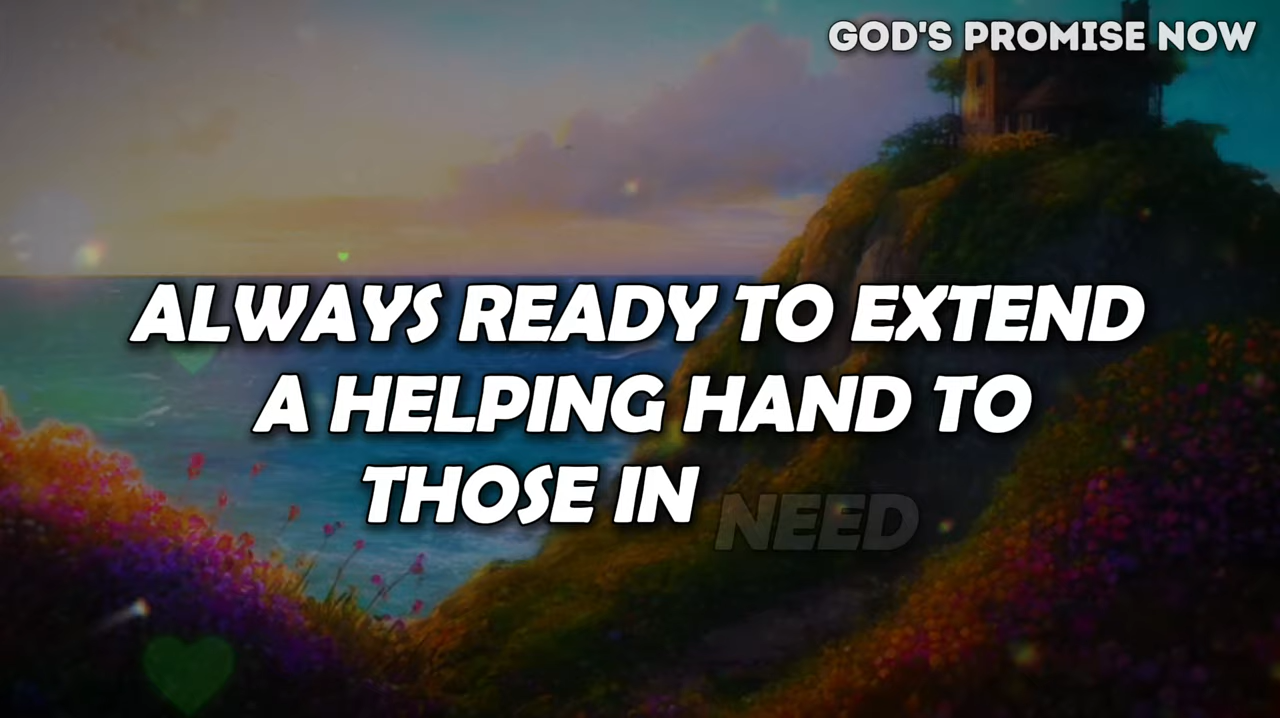 GOD'S PROMISE NOW
ALWAYS READY TO EXTEND
A HELPING HAND TO
THOSE IN NEED